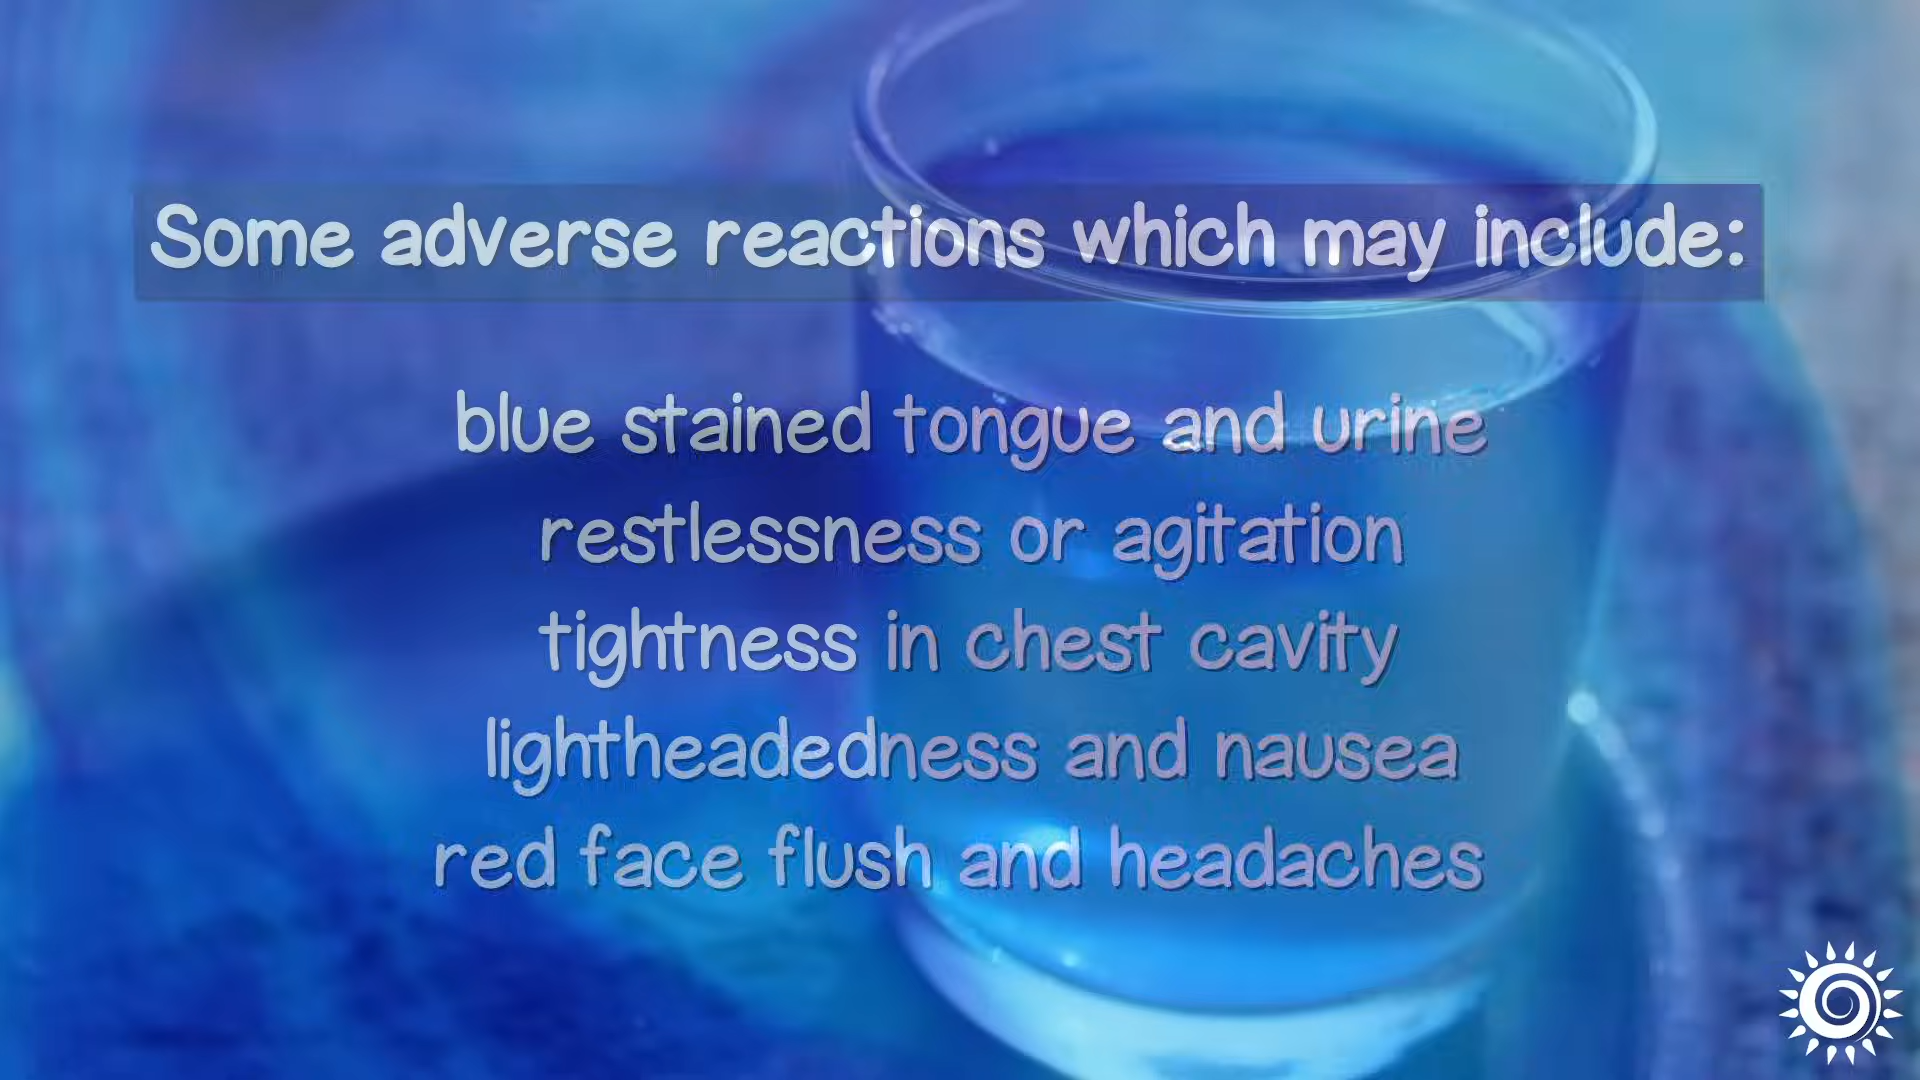 Some adverse reactions which may include:
blue stained tongue and urine
restlessness or agitation
tightness in chest cavity
lightheadedness and nausea
red face flush and headaches